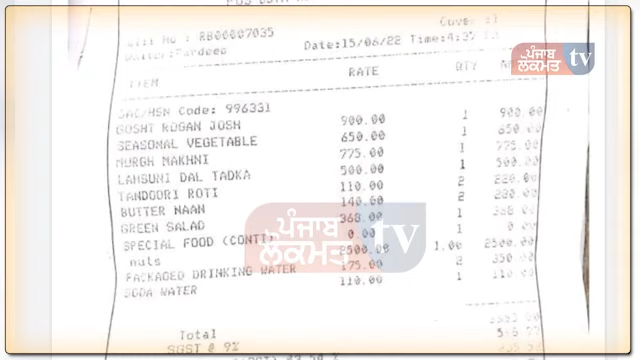 No : RB00007035
Date:15/06/22 Time:4:37
ਪੰਜਾਬ
ਲੋਕਮਤ tv
ITEM RATE QTY
SAC/HSN Code: 996331
GOSHT ROGAN JOSH 900.00 1 900.00
SEASONAL VEGETABLE 650.00 1 650.00
MURGH MAKHNI 775.00 1 775.00
LAHSUNI DAL TADKA 500.00 1 500.00
TANDOORI ROTI 110.00 2 220.00
BUTTER NAAN 140.00 2 280.00
GREEN SALAD 368.00 1 368.00
SPECIAL FOOD (CONTI) 0.00 1
nuts 2500.00 1.00 2500.00
PACKAGED DRINKING WATER 175.00 2 350.00
SODA WATER 110.00 1 110.00
ਪੰਜਾਬ
ਲੋਕਮਤ tv
Total
SGST @ 9%